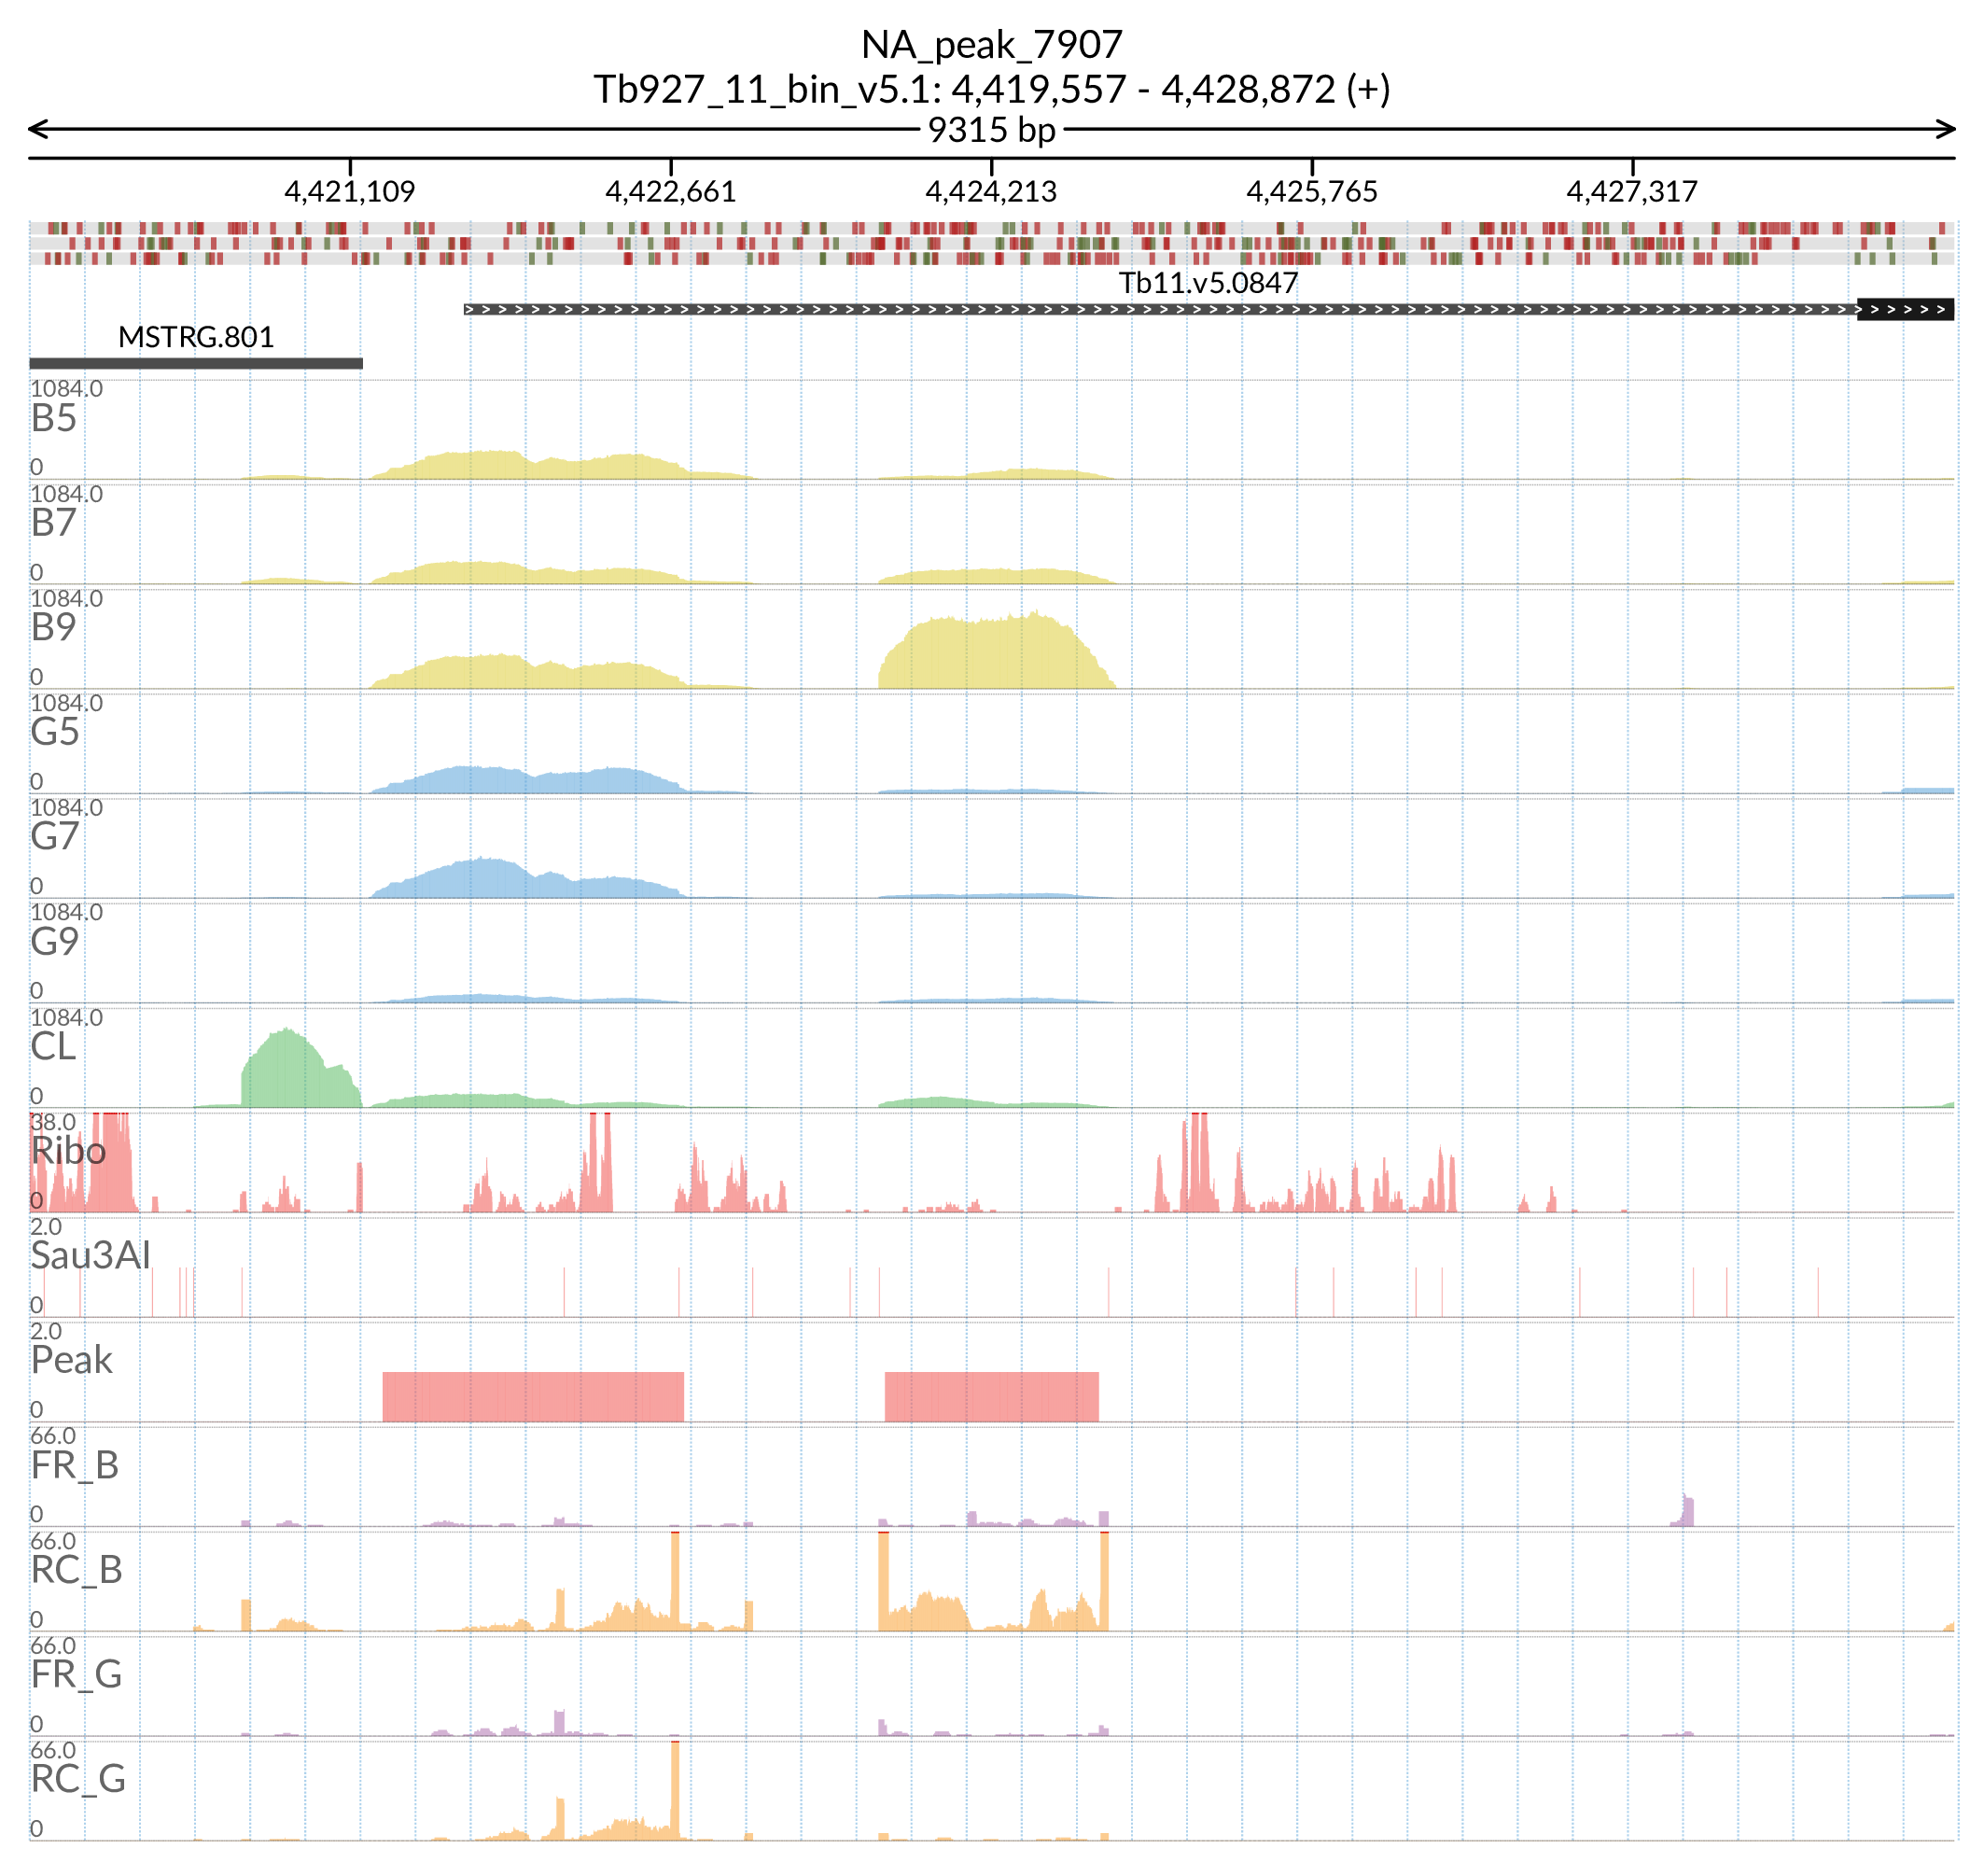 NA_peak_7907
Tb927_11_bin_v5.1: 4,419,557 - 4,428,872 (+)
9315 bp
4,421,109 4,422,661 4,424,213 4,425,765 4,427,317
Tb11.v5.0847
MSTRG.801
1084.0
B5
0
1084.0
B7
0
1084.0
B9
0
1084.0
G5
0
1084.0
G7
0
1084.0
G9
0
1084.0
CL
0
38.0
Ribo
0
2.0
Sau3AI
0
2.0
Peak
0
66.0
FR_B
0
66.0
RC_B
0
66.0
FR_G
0
66.0
RC_G
0